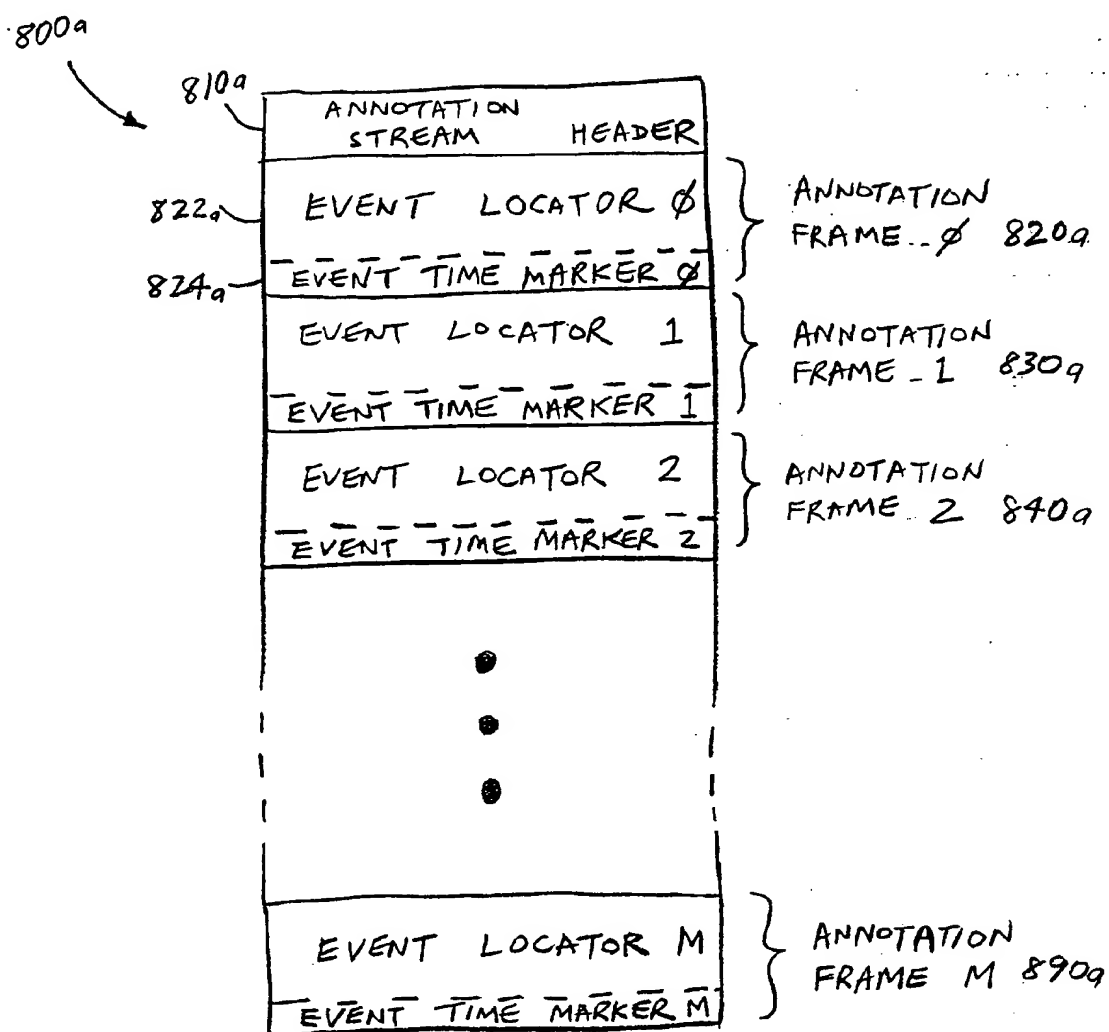 800a
810a
ANNOTATION
STREAM HEADER
822a
EVENT LOCATOR Ø
ANNOTATION
FRAME Ø 820a
824a
EVENT TIME MARKER Ø
EVENT LOCATOR 1
ANNOTATION
FRAME 1 830a
EVENT TIME MARKER 1
EVENT LOCATOR 2
ANNOTATION
FRAME 2 840a
EVENT TIME MARKER 2
EVENT LOCATOR M
ANNOTATION
FRAME M 890a
EVENT TIME MARKER M